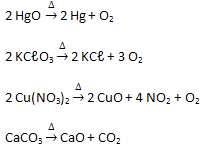 2 HgO →Δ 2 Hg + O₂
2 KCℓO₃ →Δ 2 KCℓ + 3 O₂
2 Cu(NO₃)₂ →Δ 2 CuO + 4 NO₂ + O₂
CaCO₃ →Δ CaO + CO₂